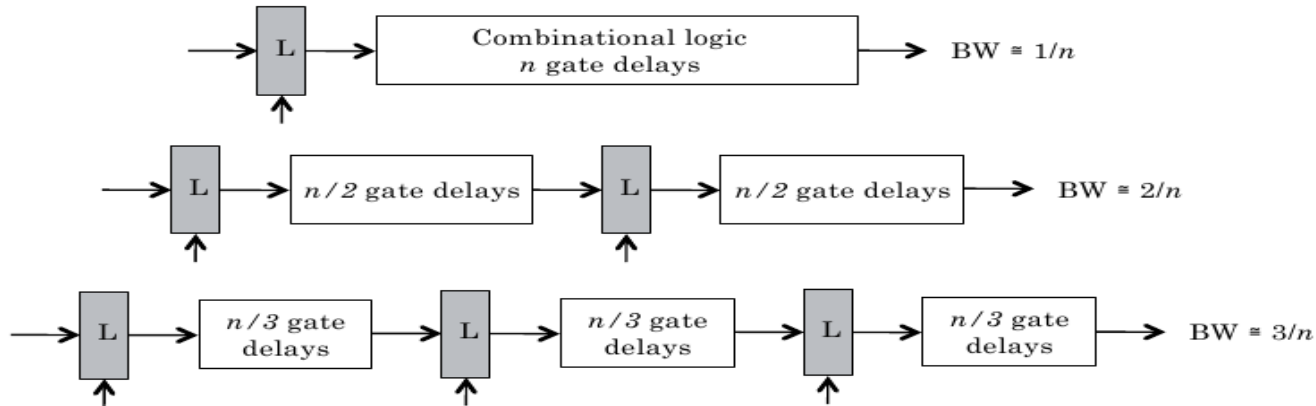 L
Combinational logic
n gate delays
BW ≅ 1/n
L
n/2 gate delays
L
n/2 gate delays
BW ≅ 2/n
L
n/3 gate
delays
L
n/3 gate
delays
L
n/3 gate
delays
BW ≅ 3/n